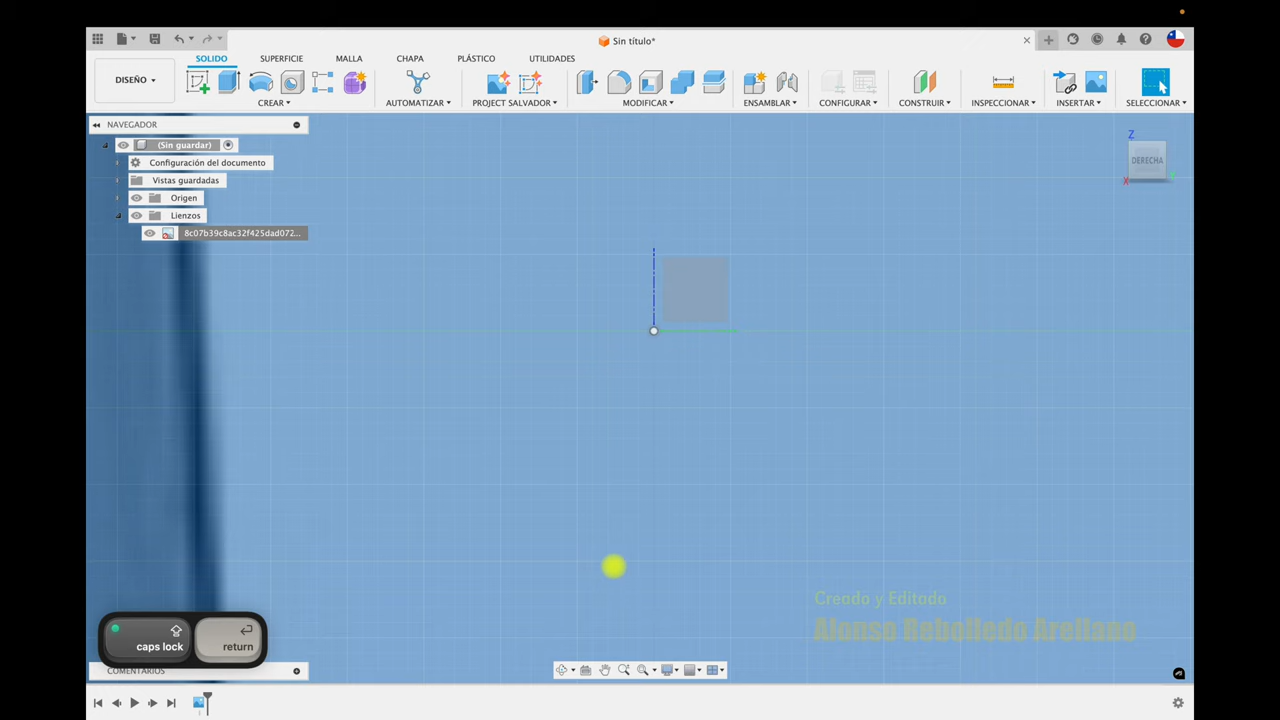 Sin título*
SOLIDO SUPERFICIE MALLA CHAPA PLÁSTICO UTILIDADES
DISEÑO
CREAR AUTOMATIZAR PROJECT SALVADOR MODIFICAR ENSAMBLAR CONFIGURAR CONSTRUIR INSPECCIONAR INSERTAR SELECCIONAR
NAVEGADOR
(Sin guardar)
Configuración del documento
Vistas guardadas
Origen
Lienzos
8c07b39c8ac32f425dad072...
Z
DERECHA
X
Creado y Editado
Alonso Rebolledo Arellano
caps lock
return
COMENTARIOS